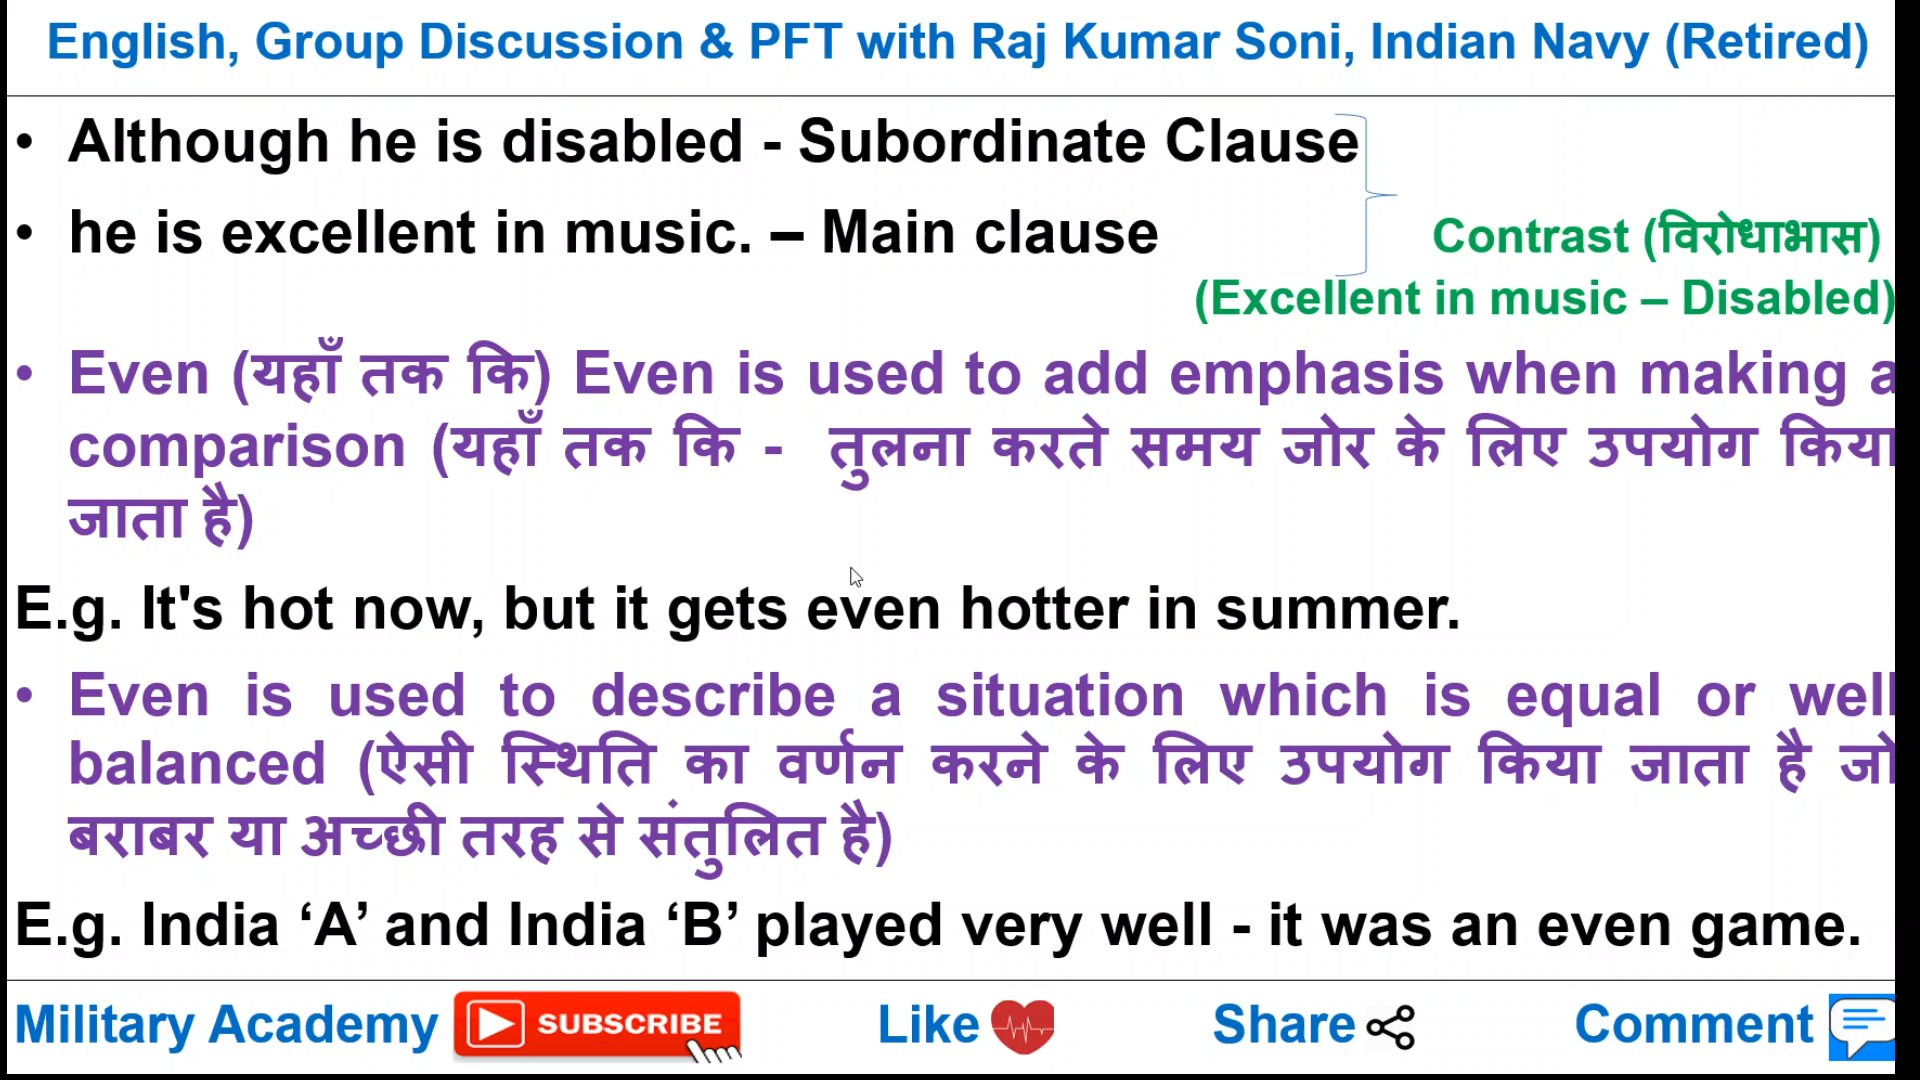 English, Group Discussion & PFT with Raj Kumar Soni, Indian Navy (Retired)
• Although he is disabled - Subordinate Clause
• he is excellent in music. – Main clause
Contrast (विरोधाभास)
(Excellent in music – Disabled)
• Even (यहाँ तक कि) Even is used to add emphasis when making a
comparison (यहाँ तक कि - तुलना करते समय जोर के लिए उपयोग किया
जाता है)
E.g. It's hot now, but it gets even hotter in summer.
• Even is used to describe a situation which is equal or well
balanced (ऐसी स्थिति का वर्णन करने के लिए उपयोग किया जाता है जो
बराबर या अच्छी तरह से संतुलित है)
E.g. India ‘A’ and India ‘B’ played very well - it was an even game.
Military Academy SUBSCRIBE Like Share Comment